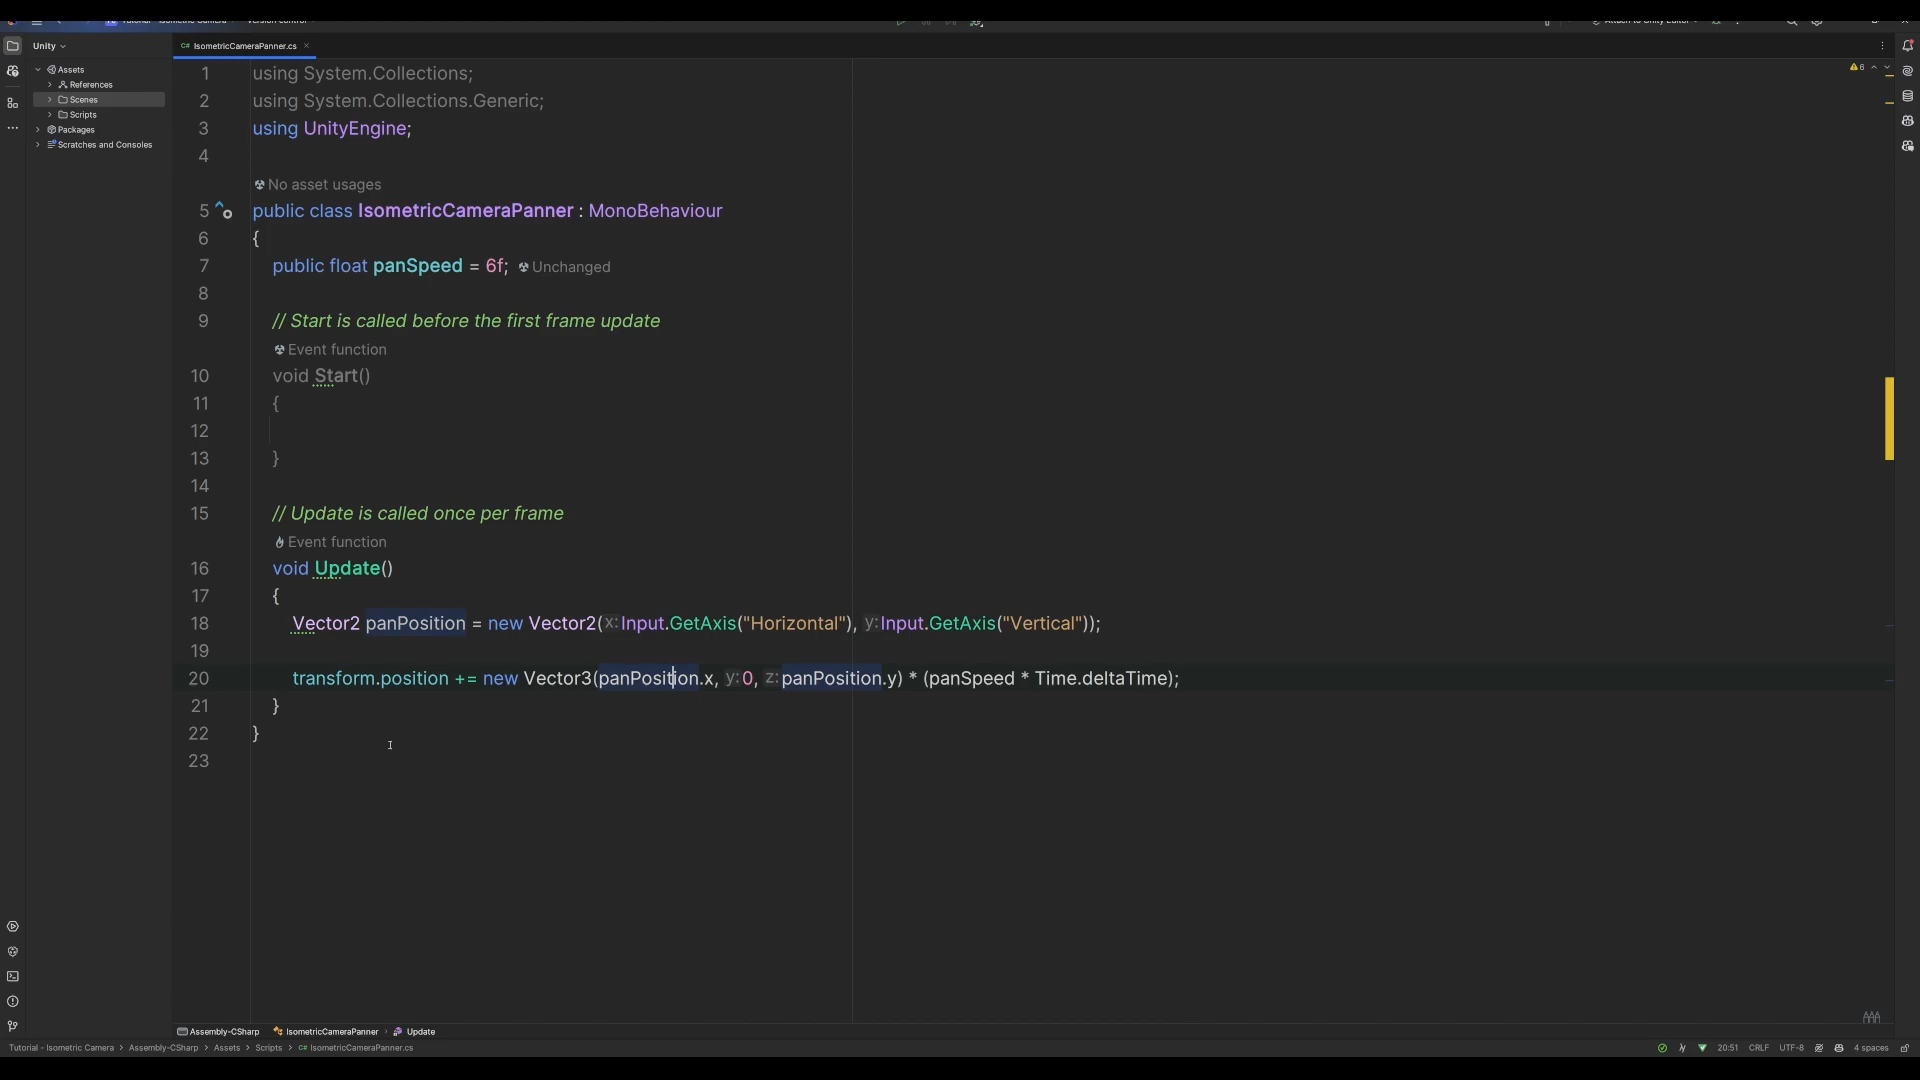 Unity
Assets
References
Scenes
Scripts
Packages
Scratches and Consoles
C# IsometricCameraPanner.cs
6
1 using System.Collections;
2 using System.Collections.Generic;
3 using UnityEngine;
4
No asset usages
5 public class IsometricCameraPanner : MonoBehaviour
6 {
7 public float panSpeed = 6f; Unchanged
8
9 // Start is called before the first frame update
Event function
10 void Start()
11 {
12
13 }
14
15 // Update is called once per frame
Event function
16 void Update()
17 {
18 Vector2 panPosition = new Vector2(x: Input.GetAxis("Horizontal"), y: Input.GetAxis("Vertical"));
19
20 transform.position += new Vector3(panPosition.x, y: 0, z: panPosition.y) * (panSpeed * Time.deltaTime);
21 }
22 }
23
Assembly-CSharp IsometricCameraPanner › Update
Tutorial - Isometric Camera › Assembly-CSharp › Assets › Scripts › C# IsometricCameraPanner.cs
20:51 CRLF UTF-8 4 spaces